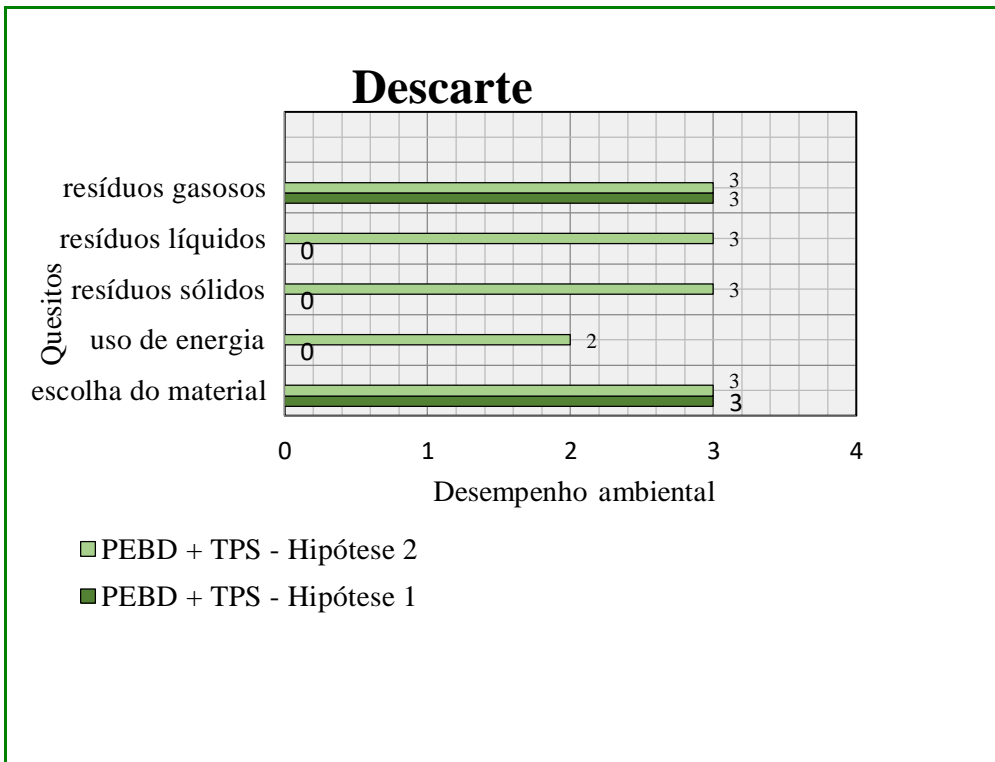 Descarte
resíduos gasosos
3
3
resíduos líquidos
3
0
resíduos sólidos
3
0
uso de energia
2
0
escolha do material
3
3
Quesitos
0 1 2 3 4
Desempenho ambiental
PEBD + TPS - Hipótese 2
PEBD + TPS - Hipótese 1